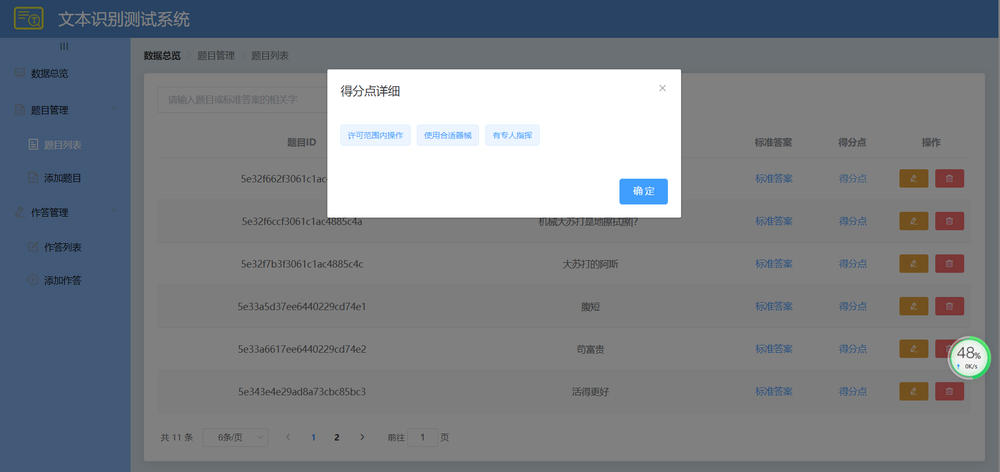 文本识别测试系统
数据总览
题目管理
题目列表
添加题目
作答管理
作答列表
添加作答
数据总览 题目管理 题目列表
请输入题目或标准答案的相关字
得分点详细
许可范围内操作 使用合适器械 有专人指挥
确定
题目ID 标准答案 得分点 操作
5e32f662f3061c1ac4 标准答案 得分点
5e32f6ccf3061c1ac4885c4a 机械大苏打是地擦拭擦|? 标准答案 得分点
5e32f7b3f3061c1ac4885c4c 大苏打的阿斯 标准答案 得分点
5e33a5d37ee6440229cd74e1 腹短 标准答案 得分点
5e33a6617ee6440229cd74e2 苟富贵 标准答案 得分点
5e343e4e29ad8a73cbc85bc3 活得更好 标准答案 得分点
共 11 条 6条/页 1 2 前往 1 页
48%
0K/s